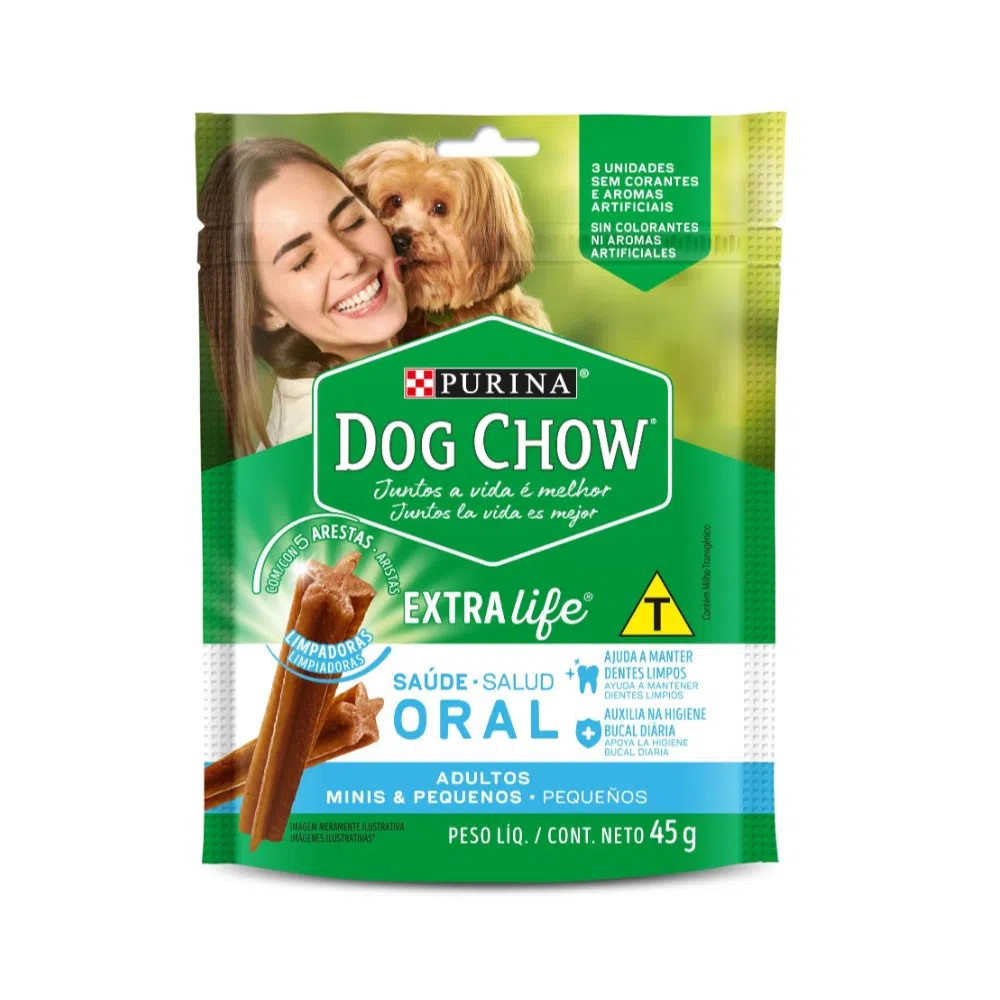 3 UNIDADES
SEM CORANTES
E AROMAS
ARTIFICIAIS
SIN COLORANTES
NI AROMAS
ARTIFICIALES
PURINA®
DOG CHOW®
Juntos a vida é melhor
Juntos la vida es mejor
COM/CON 5 ARESTAS • ARISTAS
LIMPADORAS
LIMPIADORAS
EXTRA life®
T
Contém Milho Transgênico
SAÚDE • SALUD
ORAL
AJUDA A MANTER
DENTES LIMPOS
AYUDA A MANTENER
DIENTES LIMPIOS
AUXILIA NA HIGIENE
BUCAL DIÁRIA
APOYA LA HIGIENE
BUCAL DIARIA
ADULTOS
MINIS & PEQUENOS • PEQUEÑOS
IMAGEM MERAMENTE ILUSTRATIVA
IMÁGENES ILUSTRATIVAS*
PESO LÍQ. / CONT. NETO 45 g